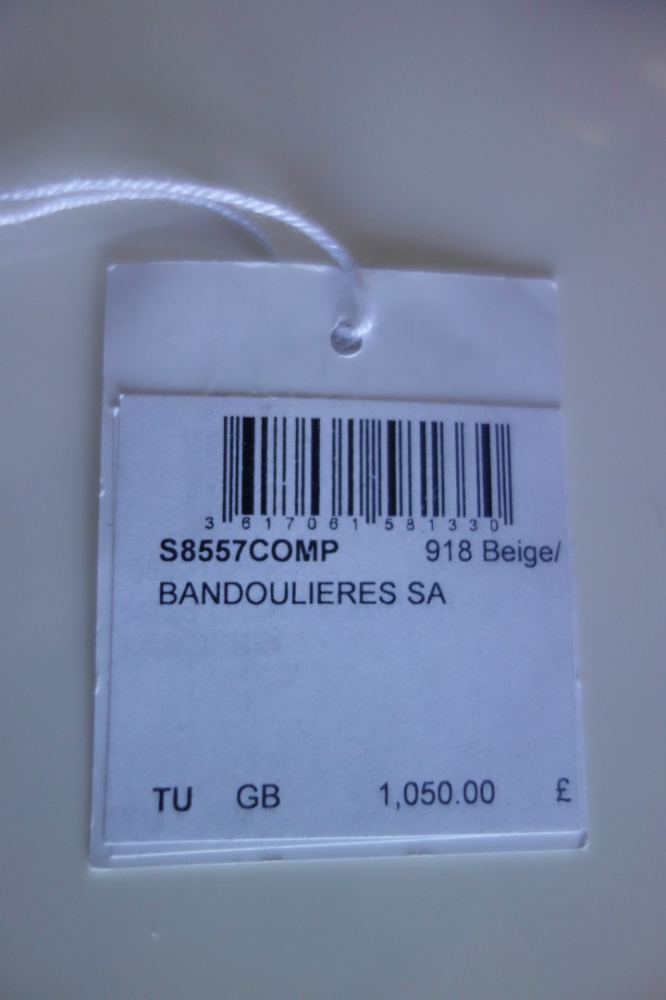 3 617061 581330
S8557COMP 918 Beige/
BANDOULIERES SA
TU GB 1,050.00 £